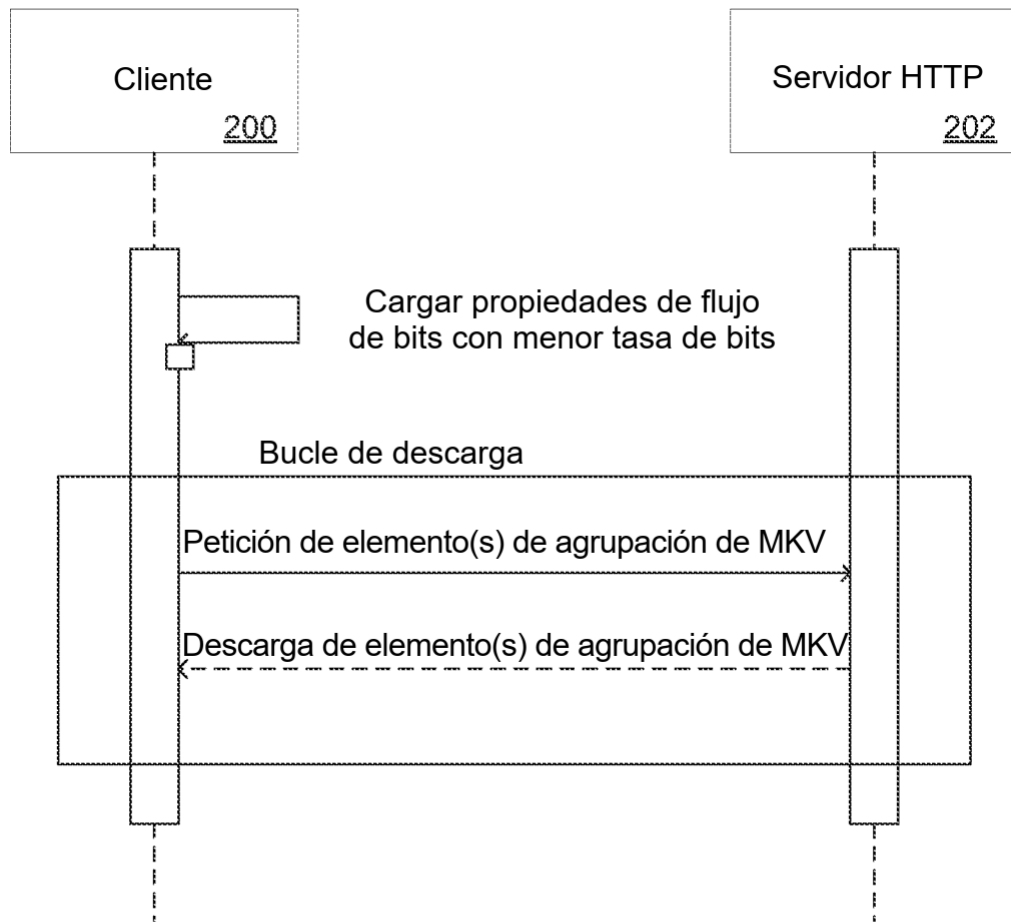 Cliente
200
Servidor HTTP
202
Cargar propiedades de flujo
de bits con menor tasa de bits
Bucle de descarga
Petición de elemento(s) de agrupación de MKV
Descarga de elemento(s) de agrupación de MKV